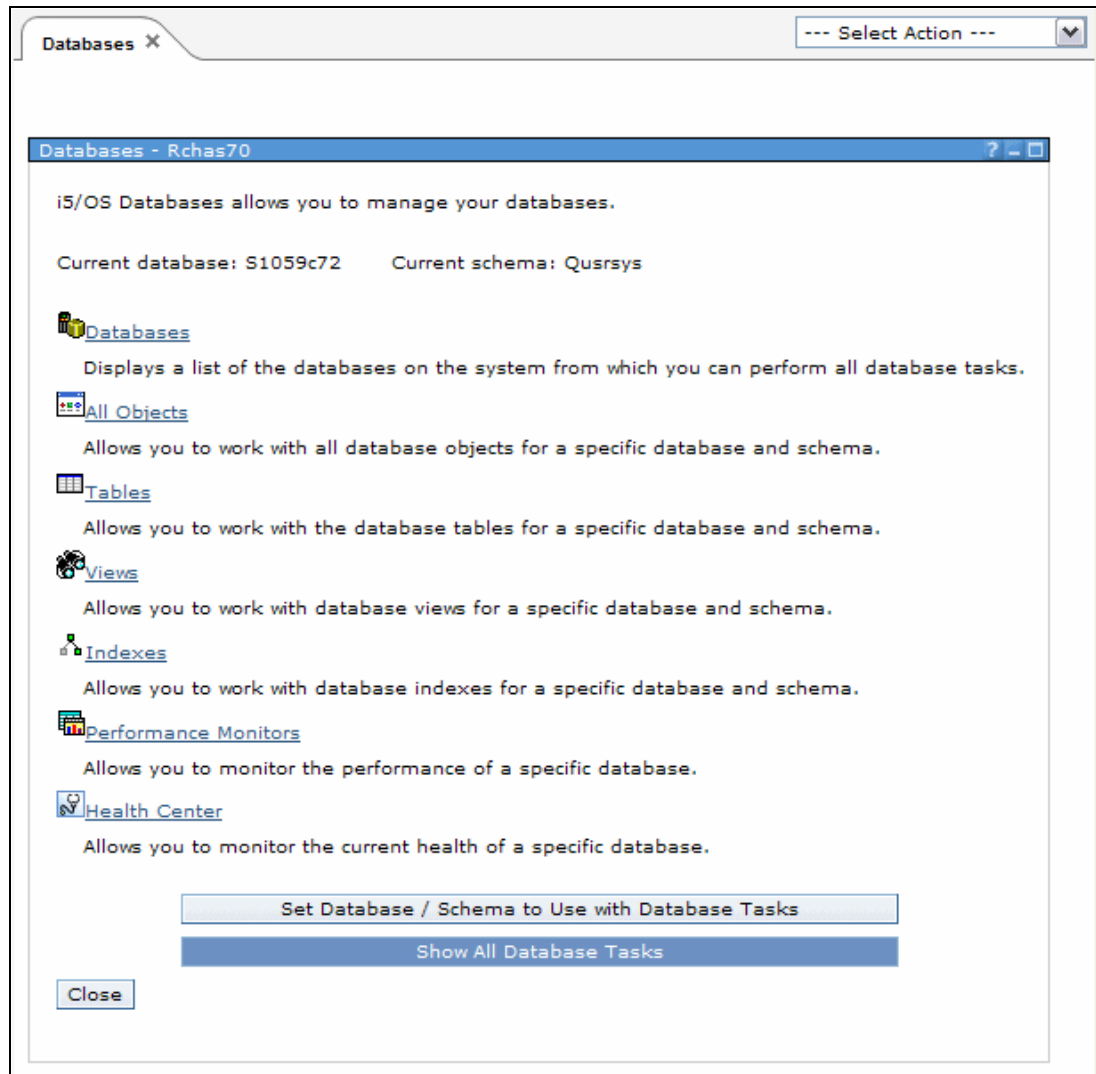 Databases
--- Select Action ---
Databases - Rchas70
i5/OS Databases allows you to manage your databases.
Current database: S1059c72 Current schema: Qusrsys
Databases
Displays a list of the databases on the system from which you can perform all database tasks.
All Objects
Allows you to work with all database objects for a specific database and schema.
Tables
Allows you to work with the database tables for a specific database and schema.
Views
Allows you to work with database views for a specific database and schema.
Indexes
Allows you to work with database indexes for a specific database and schema.
Performance Monitors
Allows you to monitor the performance of a specific database.
Health Center
Allows you to monitor the current health of a specific database.
Set Database / Schema to Use with Database Tasks
Show All Database Tasks
Close